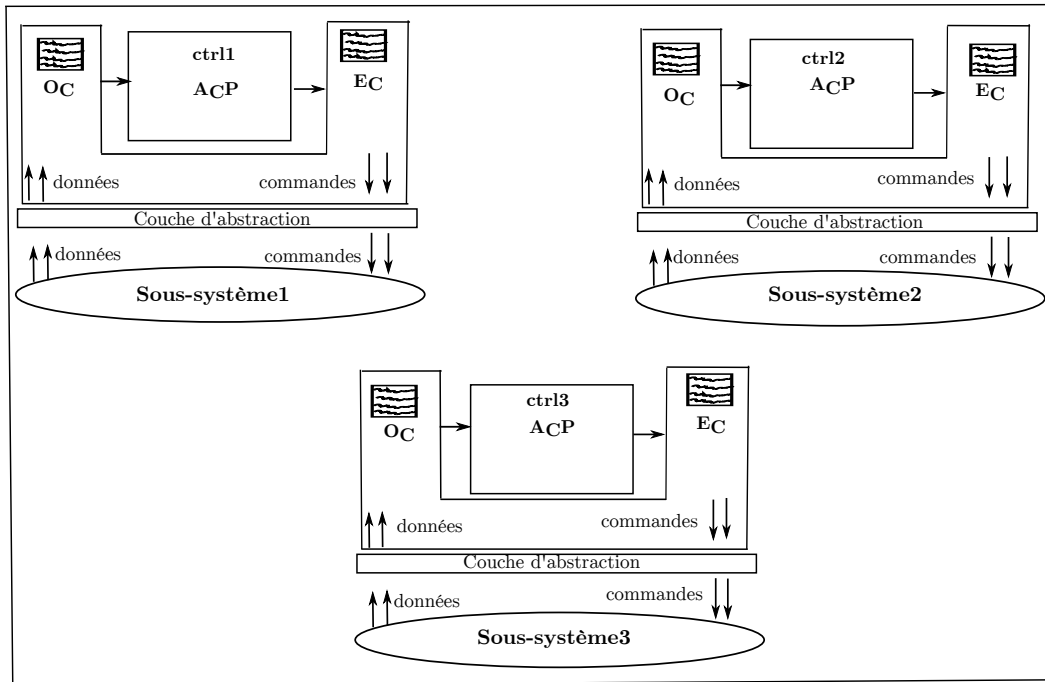 ctrl1
OC ACP EC
données commandes
Couche d'abstraction
données commandes
Sous-système1
ctrl2
OC ACP EC
données commandes
Couche d'abstraction
données commandes
Sous-système2
ctrl3
OC ACP EC
données commandes
Couche d'abstraction
données commandes
Sous-système3